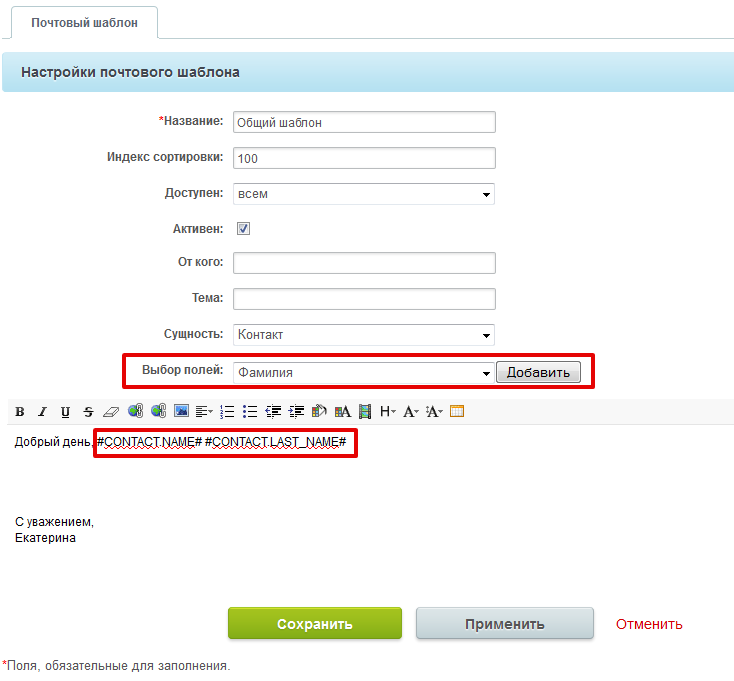 Почтовый шаблон
Настройки почтового шаблона
*Название: Общий шаблон
Индекс сортировки: 100
Доступен: всем
Активен:
От кого:
Тема:
Сущность: Контакт
Выбор полей: Фамилия Добавить
B I U S H A A
Добрый день, #CONTACT.NAME# #CONTACT.LAST_NAME#
С уважением,
Екатерина
Сохранить Применить Отменить
*Поля, обязательные для заполнения.